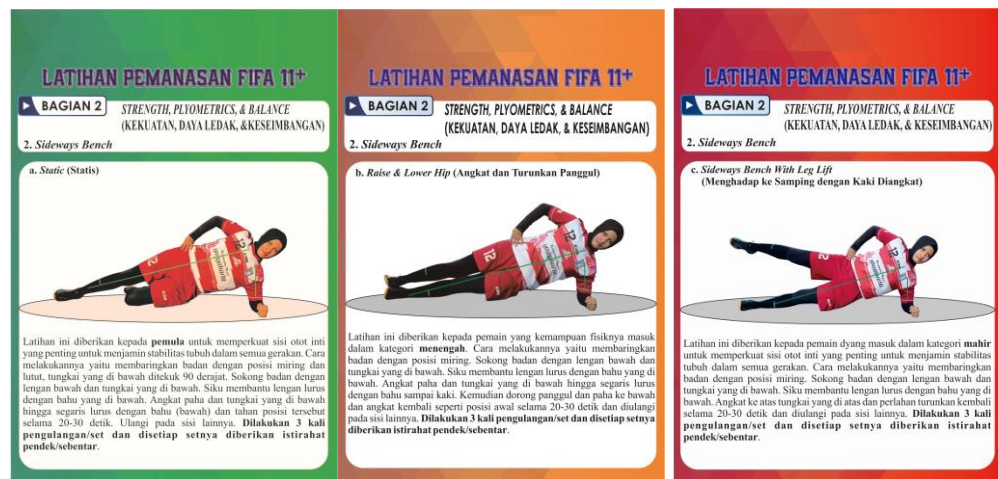 LATIHAN PEMANASAN FIFA 11+
BAGIAN 2
STRENGTH, PLYOMETRICS, & BALANCE
(KEKUATAN, DAYA LEDAK, & KESEIMBANGAN)
2. Sideways Bench
a. Static (Statis)
12
12
Latihan ini diberikan kepada pemula untuk memperkuat sisi otot inti
yang penting untuk menjamin stabilitas tubuh dalam semua gerakan. Cara
melakukannya yaitu membaringkan badan dengan posisi miring dan
lutut, tungkai yang di bawah ditekuk 90 derajat. Sokong badan dengan
lengan bawah dan tungkai yang di bawah. Siku membantu lengan lurus
dengan bahu yang di bawah. Angkat paha dan tungkai yang di bawah
hingga segaris lurus dengan bahu (bawah) dan tahan posisi tersebut
selama 20-30 detik. Ulangi pada sisi lainnya. Dilakukan 3 kali
pengulangan/set dan disetiap setnya diberikan istirahat
pendek/sebentar.
LATIHAN PEMANASAN FIFA 11+
BAGIAN 2
STRENGTH, PLYOMETRICS, & BALANCE
(KEKUATAN, DAYA LEDAK, & KESEIMBANGAN)
2. Sideways Bench
b. Raise & Lower Hip (Angkat dan Turunkan Panggul)
12
12
Latihan ini diberikan kepada pemain yang kemampuan fisiknya masuk
dalam kategori menengah. Cara melakukannya yaitu membaringkan
badan dengan posisi miring. Sokong badan dengan lengan bawah dan
tungkai yang di bawah. Siku membantu lengan lurus dengan bahu yang di
bawah. Angkat paha dan tungkai yang di bawah hingga segaris lurus
dengan bahu sampai kaki. Kemudian dorong panggul dan paha ke bawah
dan angkat kembali seperti posisi awal selama 20-30 detik dan diulangi
pada sisi lainnya. Dilakukan 3 kali pengulangan/set dan disetiap setnya
diberikan istirahat pendek/sebentar.
LATIHAN PEMANASAN FIFA 11+
BAGIAN 2
STRENGTH, PLYOMETRICS, & BALANCE
(KEKUATAN, DAYA LEDAK, & KESEIMBANGAN)
2. Sideways Bench
c. Sideways Bench With Leg Lift
(Menghadap ke Samping dengan Kaki Diangkat)
12
Latihan ini diberikan kepada pemain dyang masuk dalam kategori mahir
untuk memperkuat sisi otot inti yang penting untuk menjamin stabilitas
tubuh dalam semua gerakan. Cara melakukannya yaitu membaringkan
badan dengan posisi miring. Sokong badan dengan lengan bawah dan
tungkai yang di bawah. Siku membantu lengan lurus dengan bahu yang di
bawah. Angkat ke atas tungkai yang di atas dan perlahan turunkan kembali
selama 20-30 detik dan diulangi pada sisi lainnya. Dilakukan 3 kali
pengulangan/set dan disetiap setnya diberikan istirahat
pendek/sebentar.